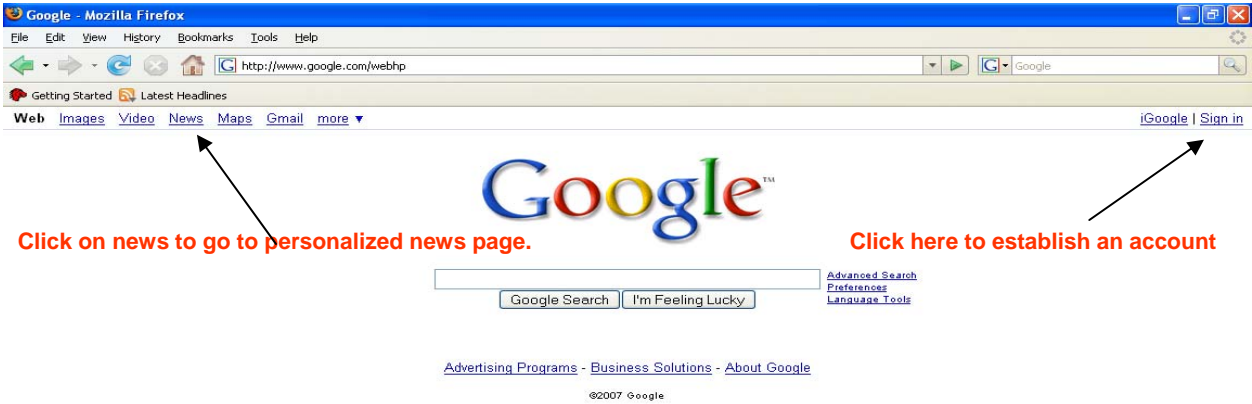 Google - Mozilla Firefox
File Edit View History Bookmarks Tools Help
G http://www.google.com/webhp G Google
Getting Started Latest Headlines
Web Images Video News Maps Gmail more ▼ iGoogle | Sign in
Google™
Click on news to go to personalized news page. Click here to establish an account
Advanced Search
Preferences
Language Tools
Google Search I'm Feeling Lucky
Advertising Programs - Business Solutions - About Google
©2007 Google